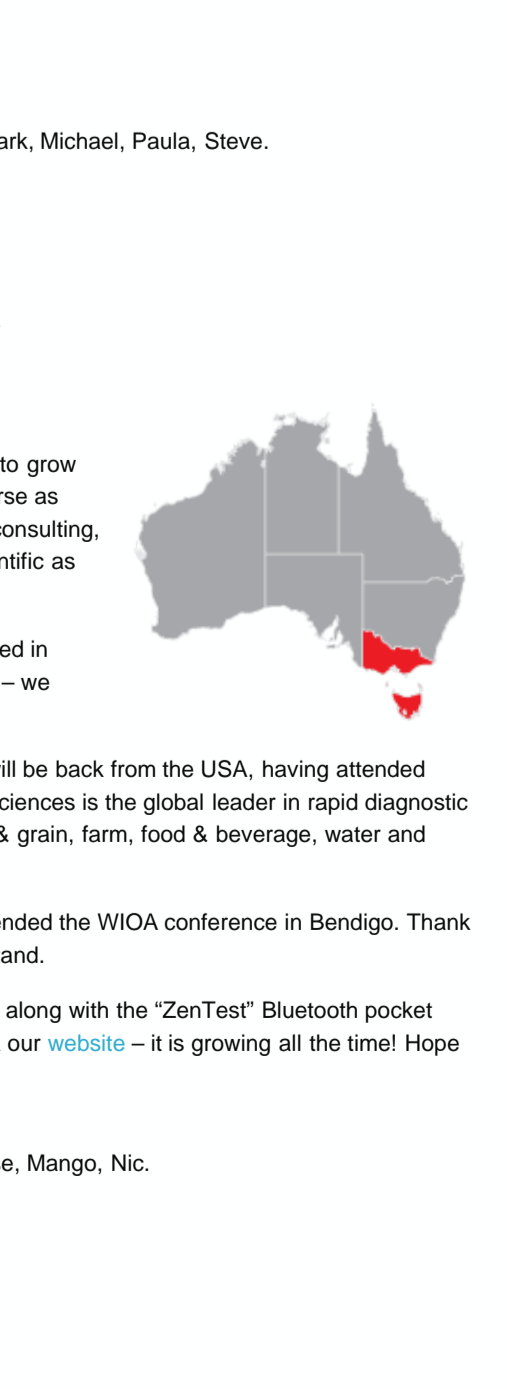 ark, Michael, Paula, Steve.
to grow
rse as
consulting,
ntific as
ed in
– we
ill be back from the USA, having attended
ciences is the global leader in rapid diagnostic
& grain, farm, food & beverage, water and
ended the WIOA conference in Bendigo. Thank
and.
along with the “ZenTest” Bluetooth pocket
our website – it is growing all the time! Hope
e, Mango, Nic.